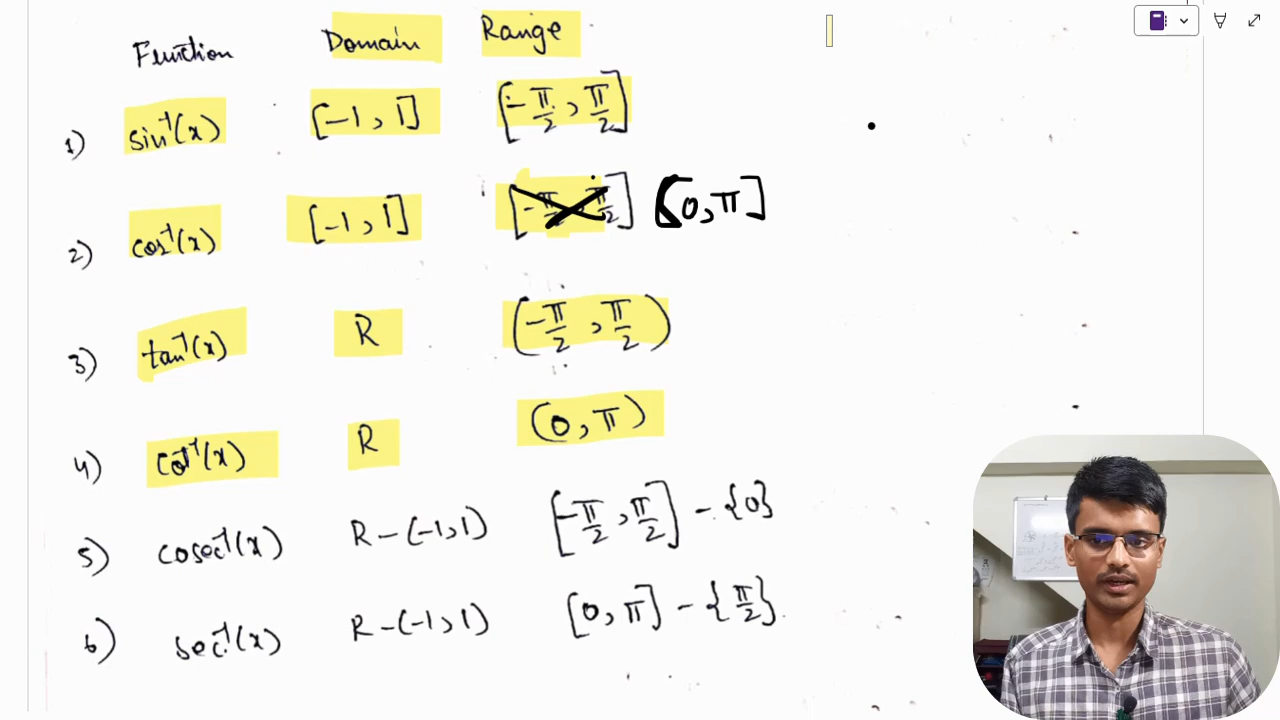 Function Domain Range
1) sin⁻¹(x) [-1, 1] [-π/2, π/2]
2) cos⁻¹(x) [-1, 1] [-π/2, π/2] [0, π]
3) tan⁻¹(x) R (-π/2, π/2)
4) cot⁻¹(x) R (0, π)
5) cosec⁻¹(x) R-(-1, 1) [-π/2, π/2] - {0}
6) sec⁻¹(x) R-(-1, 1) [0, π] - {π/2}